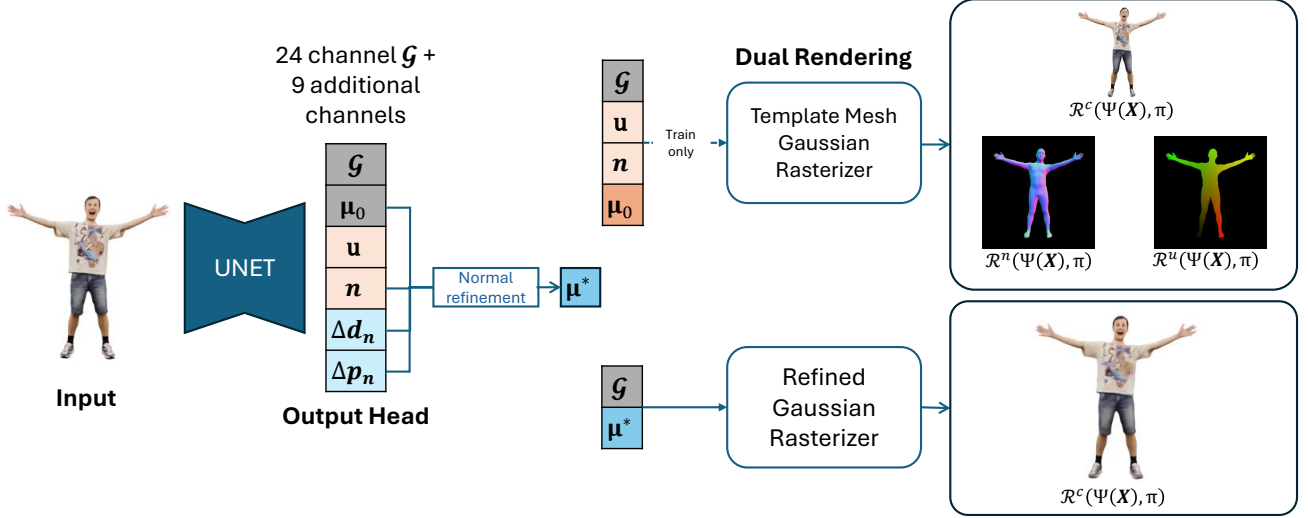 24 channel 𝓖 +
9 additional
channels
Input
UNET
𝓖
μ₀
u
n
Δdₙ
Δpₙ
Output Head
Normal
refinement
μ*
𝓖
u
n
μ₀
Train
only
Dual Rendering
Template Mesh
Gaussian
Rasterizer
ℛᶜ(Ψ(X), π)
ℛⁿ(Ψ(X), π)
ℛᵘ(Ψ(X), π)
𝓖
μ*
Refined
Gaussian
Rasterizer
ℛᶜ(Ψ(X), π)